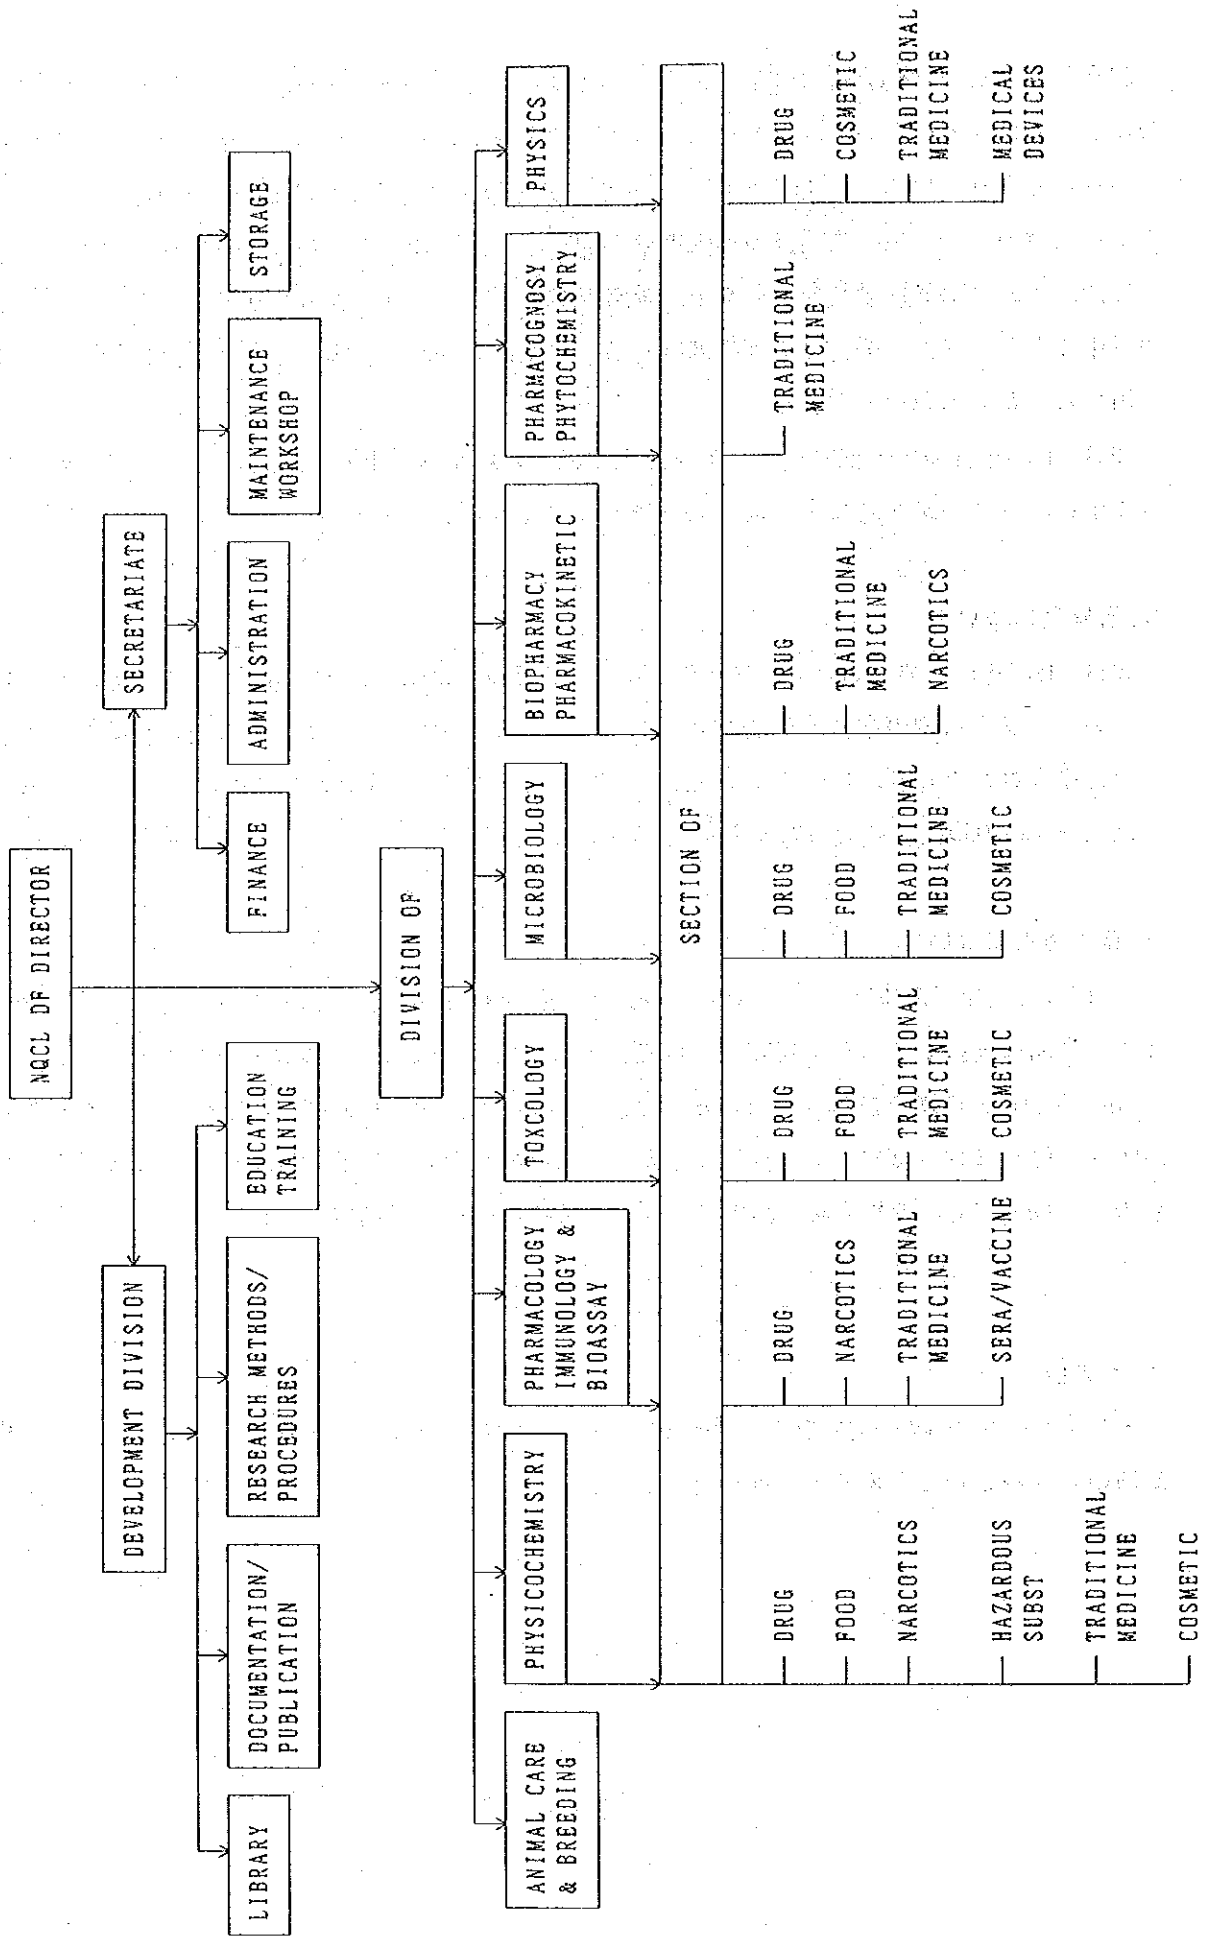 NQCL DF DIRECTOR
DEVELOPMENT DIVISION
SECRETARIATE
LIBRARY
DOCUMENTATION/
PUBLICATION
RESEARCH METHODS/
PROCEDURES
EDUCATION
TRAINING
FINANCE
ADMINISTRATION
MAINTENANCE
WORKSHOP
STORAGE
DIVISION OF
ANIMAL CARE
& BREEDING
PHYSICOCHEMISTRY
PHARMACOLOGY
IMMUNOLOGY &
BIOASSAY
TOXCOLOGY
MICROBIOLOGY
BIOPHARMACY
PHARMACOKINETIC
PHARMACOGNOSY
PHYTOCHEMISTRY
PHYSICS
SECTION OF
DRUG
FOOD
NARCOTICS
HAZARDOUS
SUBST
TRADITIONAL
MEDICINE
COSMETIC
DRUG
NARCOTICS
TRADITIONAL
MEDICINE
SERA/VACCINE
DRUG
FOOD
TRADITIONAL
MEDICINE
COSMETIC
DRUG
FOOD
TRADITIONAL
MEDICINE
COSMETIC
DRUG
TRADITIONAL
MEDICINE
NARCOTICS
TRADITIONAL
MEDICINE
DRUG
COSMETIC
TRADITIONAL
MEDICINE
MEDICAL
DEVICES